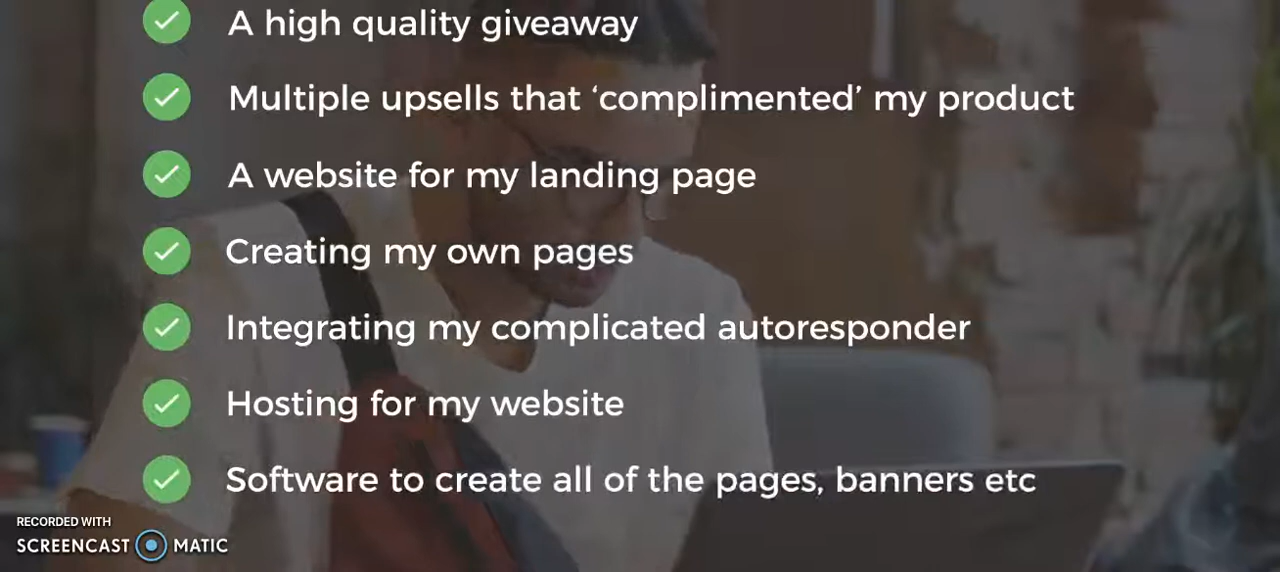 A high quality giveaway
Multiple upsells that ‘complimented’ my product
A website for my landing page
Creating my own pages
Integrating my complicated autoresponder
Hosting for my website
Software to create all of the pages, banners etc
RECORDED WITH
SCREENCAST MATIC